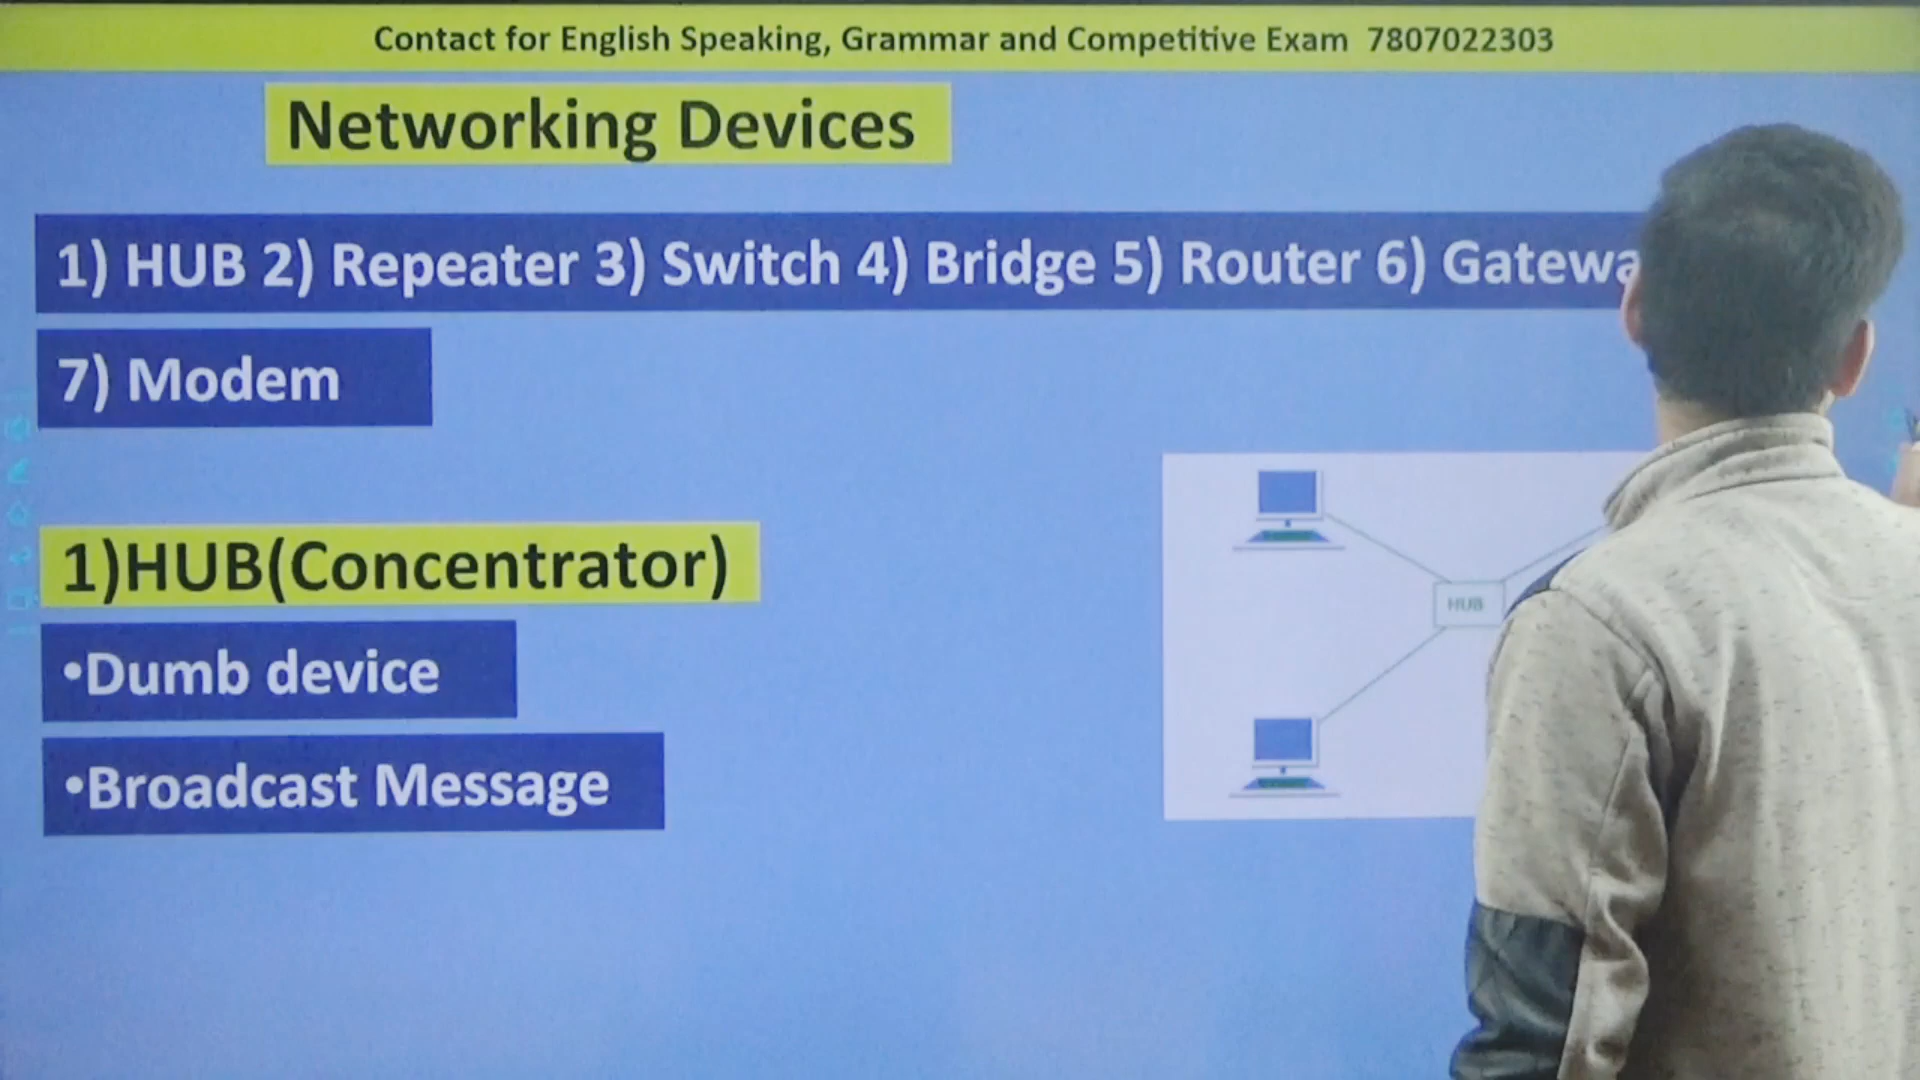 Contact for English Speaking, Grammar and Competitive Exam 7807022303
Networking Devices
1) HUB 2) Repeater 3) Switch 4) Bridge 5) Router 6) Gatewa
7) Modem
1)HUB(Concentrator)
•Dumb device
•Broadcast Message
HUB